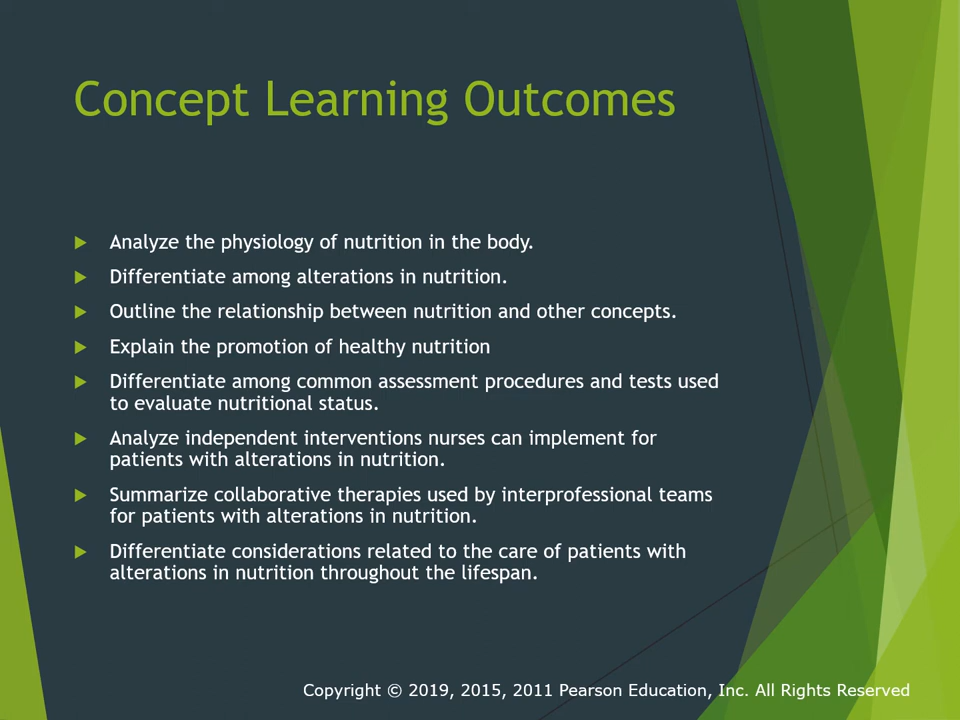 Concept Learning Outcomes
Analyze the physiology of nutrition in the body.
Differentiate among alterations in nutrition.
Outline the relationship between nutrition and other concepts.
Explain the promotion of healthy nutrition
Differentiate among common assessment procedures and tests used
to evaluate nutritional status.
Analyze independent interventions nurses can implement for
patients with alterations in nutrition.
Summarize collaborative therapies used by interprofessional teams
for patients with alterations in nutrition.
Differentiate considerations related to the care of patients with
alterations in nutrition throughout the lifespan.
Copyright © 2019, 2015, 2011 Pearson Education, Inc. All Rights Reserved